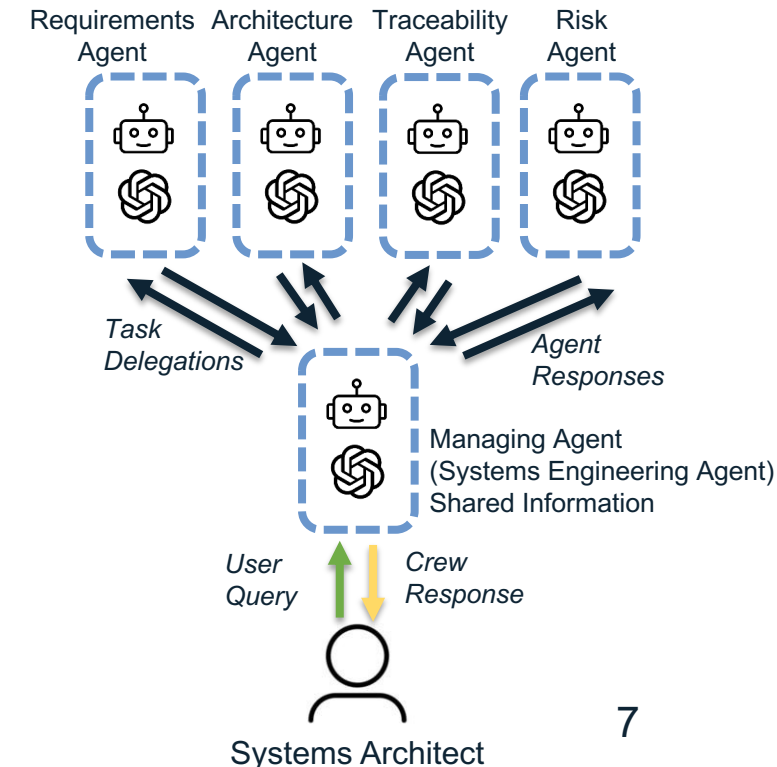 Requirements
Agent
Architecture
Agent
Traceability
Agent
Risk
Agent
Task
Delegations
Agent
Responses
Managing Agent
(Systems Engineering Agent)
Shared Information
User
Query
Crew
Response
Systems Architect
7